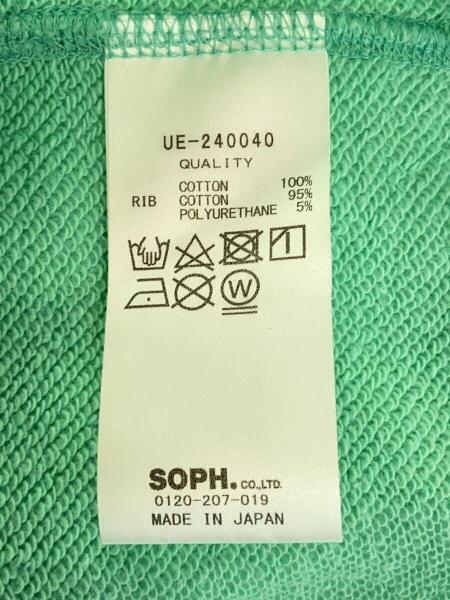 UE-240040
QUALITY
COTTON 100%
RIB COTTON 95%
POLYURETHANE 5%
W
SOPH. CO.,LTD.
0120-207-019
MADE IN JAPAN